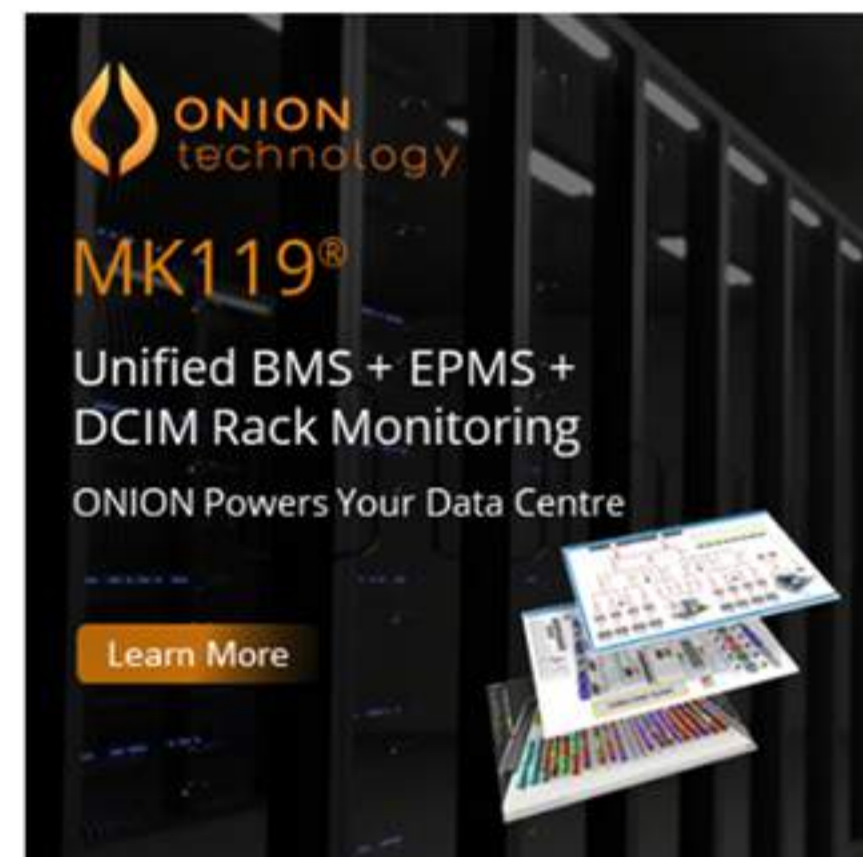 ONION
technology
MK119®
Unified BMS + EPMS +
DCIM Rack Monitoring
ONION Powers Your Data Centre
Learn More